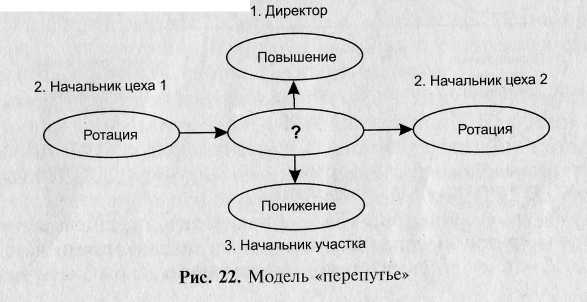 1. Директор
Повышение
2. Начальник цеха 1
2. Начальник цеха 2
Ротация
?
Ротация
Понижение
3. Начальник участка
Рис. 22. Модель «перепутье»